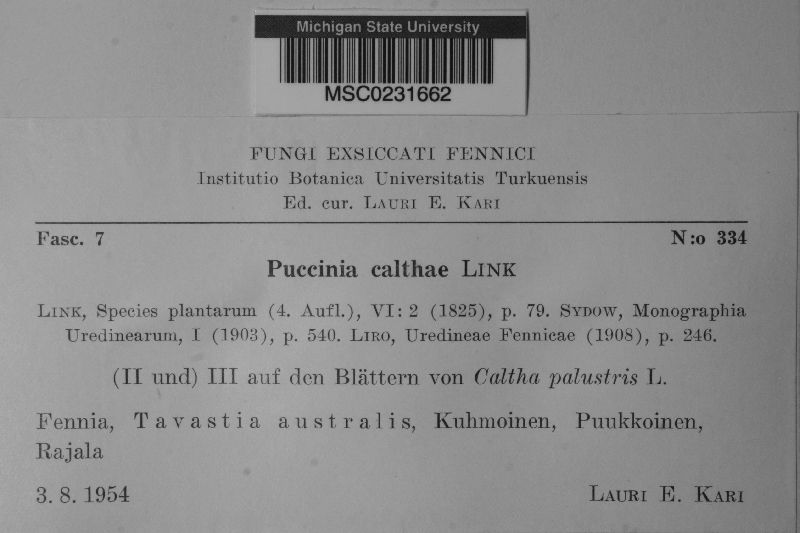 Michigan State University
MSC0231662
FUNGI EXSICCATI FENNICI
Institutio Botanica Universitatis Turkuensis
Ed. cur. LAURI E. KARI
Fasc. 7 N:o 334
Puccinia calthae LINK
LINK, Species plantarum (4. Aufl.), VI: 2 (1825), p. 79. SYDOW, Monographia
Uredinearum, I (1903), p. 540. LIRO, Uredineae Fennicae (1908), p. 246.
(II und) III auf den Blättern von Caltha palustris L.
Fennia, Tavastia australis, Kuhmoinen, Puukkoinen,
Rajala
3. 8. 1954 LAURI E. KARI